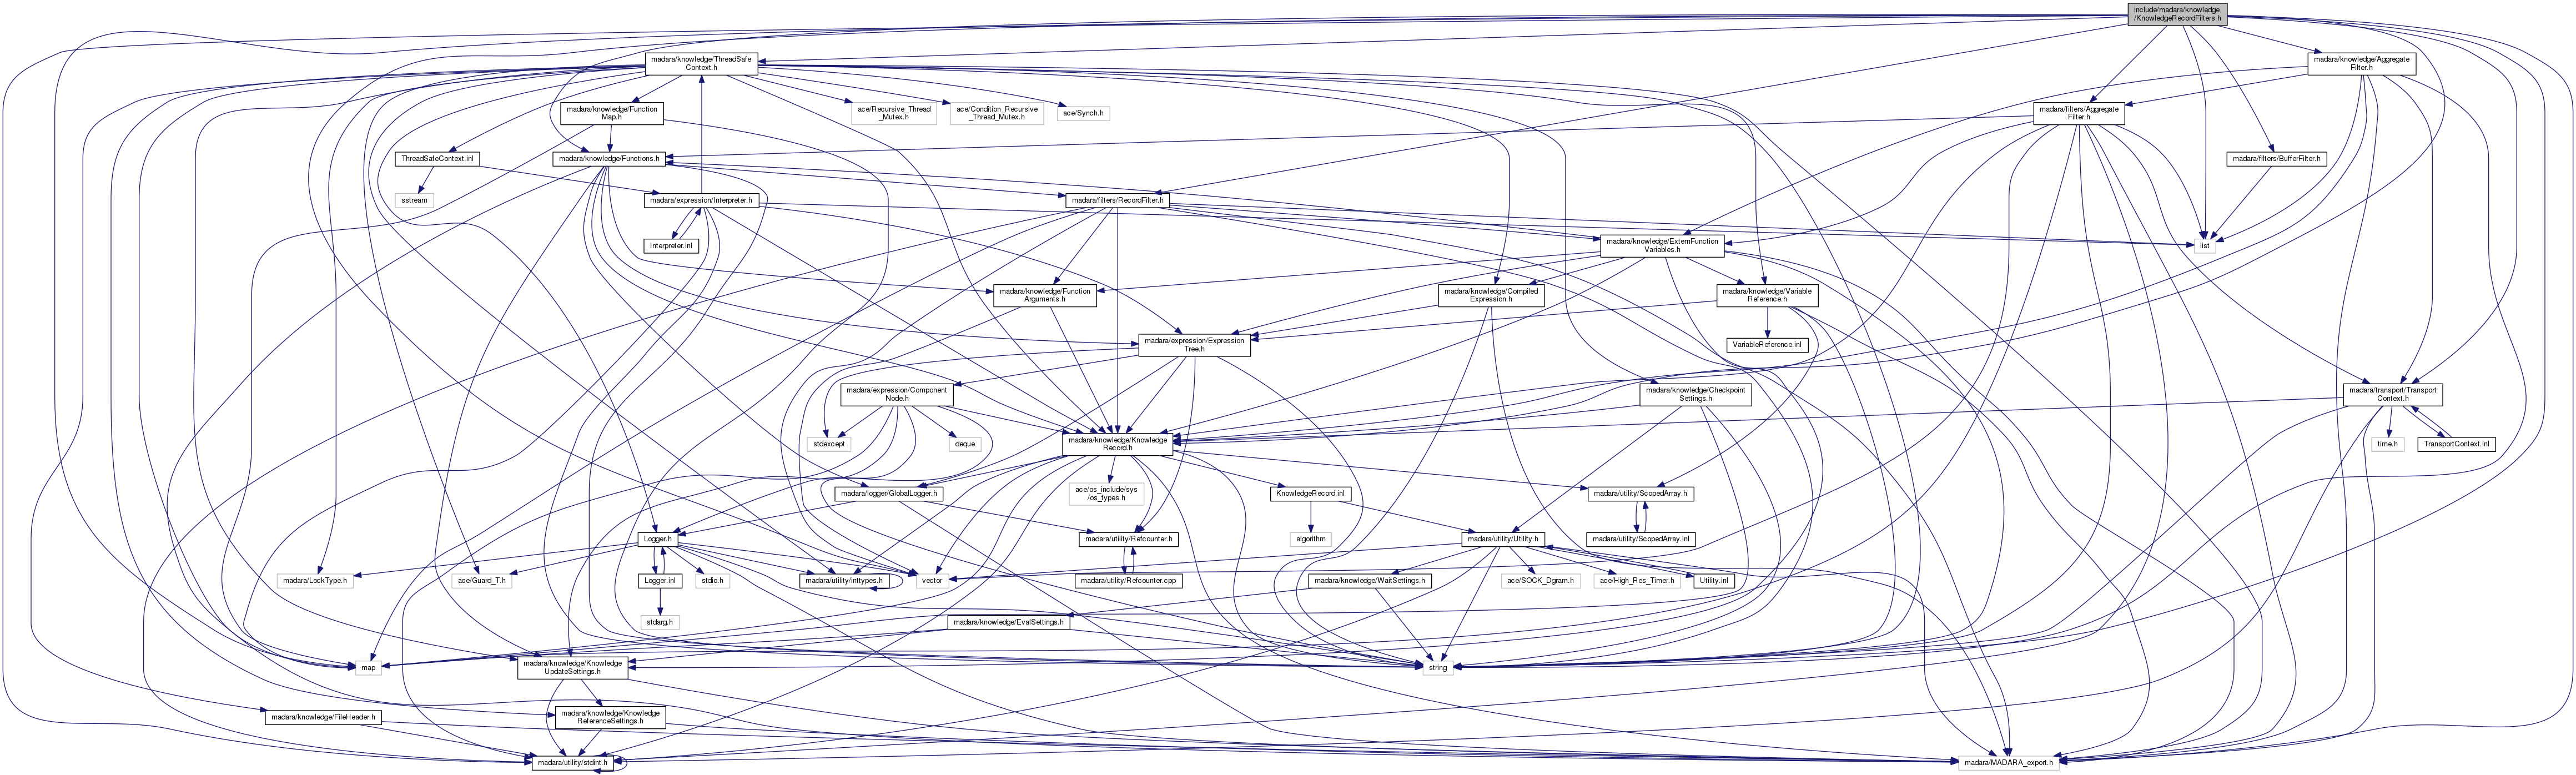 include/madara/knowledge
/KnowledgeRecordFilters.h
madara/knowledge/ThreadSafe
Context.h
madara/knowledge/Aggregate
Filter.h
madara/knowledge/Function
Map.h
ace/Recursive_Thread
_Mutex.h
ace/Condition_Recursive
_Thread_Mutex.h
ace/Synch.h
madara/filters/Aggregate
Filter.h
ThreadSafeContext.inl
madara/knowledge/Functions.h
madara/filters/BufferFilter.h
sstream
madara/expression/Interpreter.h
madara/filters/RecordFilter.h
Interpreter.inl
madara/knowledge/ExternFunction
Variables.h
list
madara/knowledge/Function
Arguments.h
madara/knowledge/Compiled
Expression.h
madara/knowledge/Variable
Reference.h
madara/expression/Expression
Tree.h
VariableReference.inl
madara/expression/Component
Node.h
madara/knowledge/Checkpoint
Settings.h
madara/transport/Transport
Context.h
stdexcept
deque
madara/knowledge/Knowledge
Record.h
time.h
TransportContext.inl
madara/logger/GlobalLogger.h
ace/os_include/sys
/os_types.h
KnowledgeRecord.inl
madara/utility/ScopedArray.h
Logger.h
madara/utility/Refcounter.h
algorithm
madara/utility/ScopedArray.inl
madara/utility/Utility.h
madara/LockType.h
ace/Guard_T.h
Logger.inl
stdio.h
madara/utility/inttypes.h
vector
madara/utility/Refcounter.cpp
madara/knowledge/WaitSettings.h
ace/SOCK_Dgram.h
ace/High_Res_Timer.h
Utility.inl
stdarg.h
madara/knowledge/EvalSettings.h
map
madara/knowledge/Knowledge
UpdateSettings.h
string
madara/knowledge/FileHeader.h
madara/knowledge/Knowledge
ReferenceSettings.h
madara/utility/stdint.h
madara/MADARA_export.h